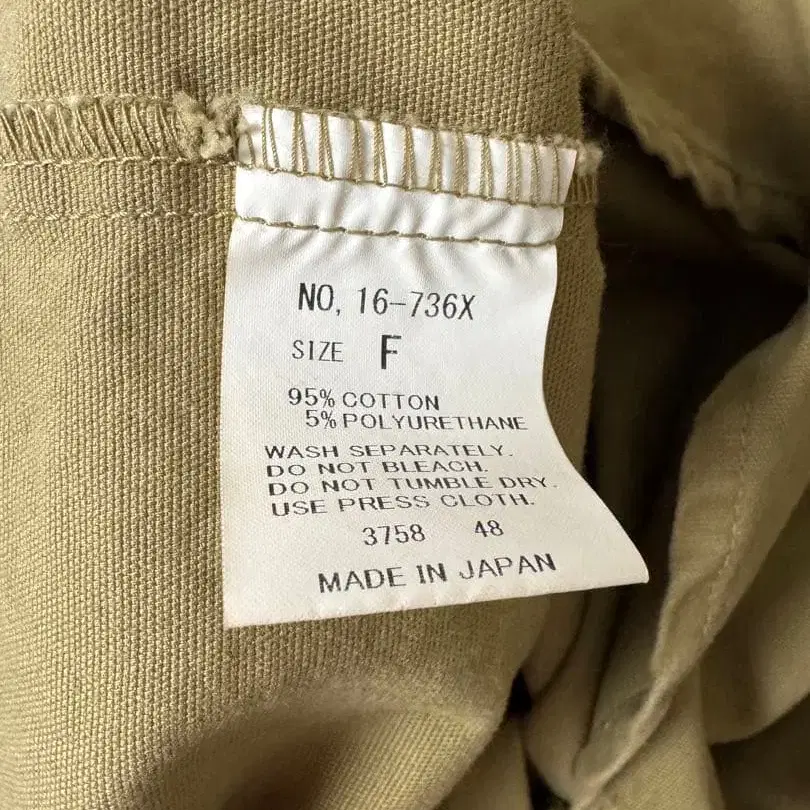 NO, 16-736X
SIZE F
95% COTTON
5% POLYURETHANE
WASH SEPARATELY.
DO NOT BLEACH.
DO NOT TUMBLE DRY.
USE PRESS CLOTH.
3758 48
MADE IN JAPAN